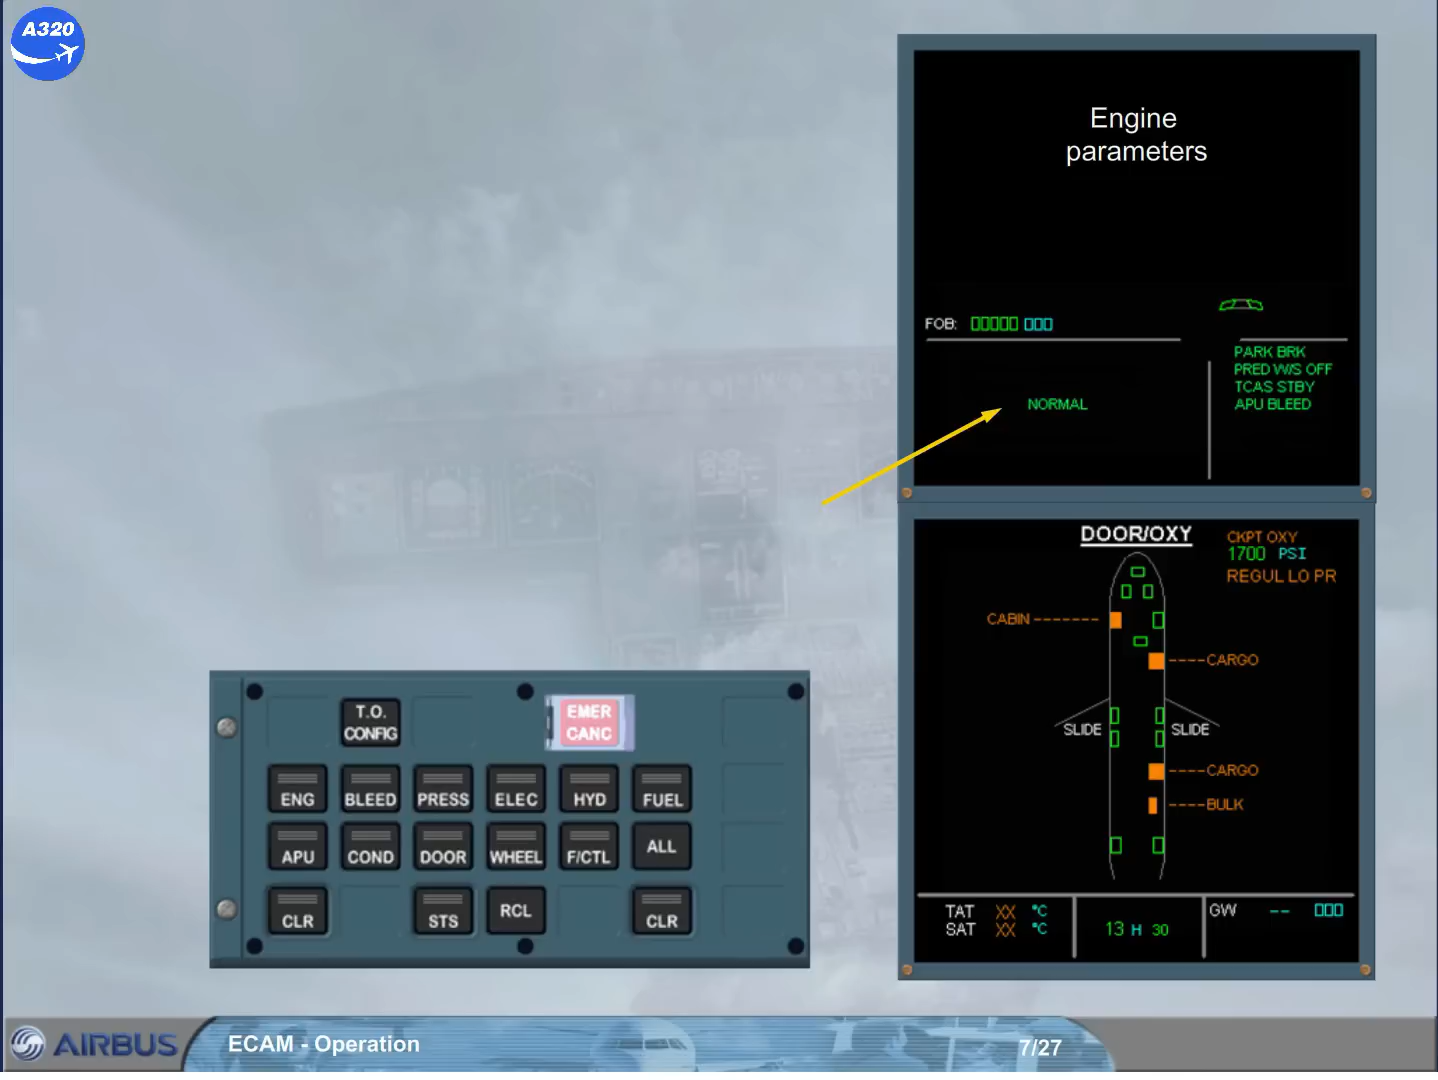 A320
Engine
parameters
FOB:
PARK BRK
PRED W/S OFF
TCAS STBY
APU BLEED
NORMAL
DOOR/OXY
CKPT OXY
1700 PSI
REGUL LO PR
CABIN
CARGO
SLIDE
SLIDE
CARGO
BULK
TAT XX °C
SAT XX °C
13 H 30
GW --
T.O.
CONFIG
EMER
CANC
ENG BLEED PRESS ELEC HYD FUEL
APU COND DOOR WHEEL F/CTL ALL
CLR STS RCL CLR
AIRBUS
ECAM - Operation
7/27